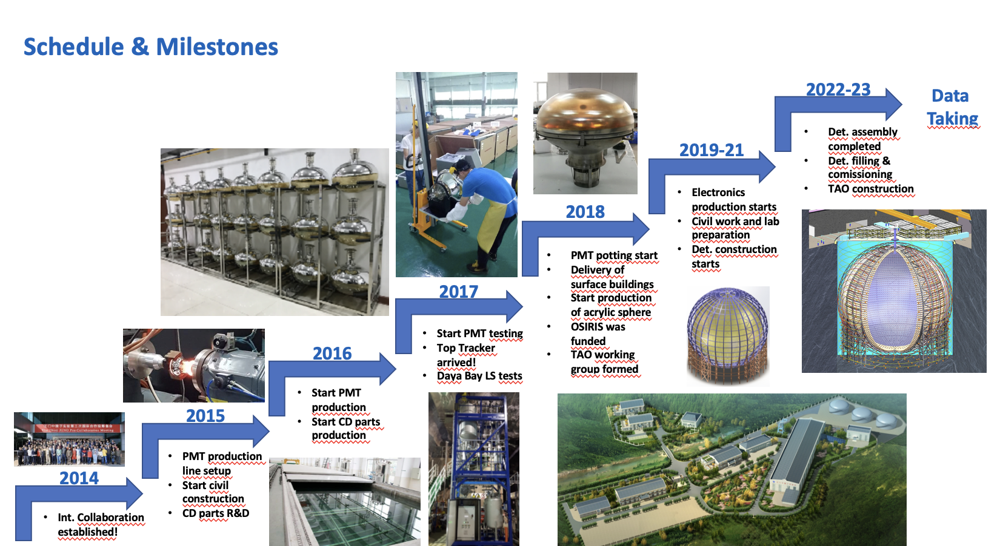 Schedule & Milestones
2014
Int. Collaboration
established!
2015
PMT production
line setup
Start civil
construction
CD parts R&D
2016
Start PMT
production
Start CD parts
production
2017
Start PMT testing
Top Tracker
arrived!
Daya Bay LS tests
2018
PMT potting start
Delivery of
surface buildings
Start production
of acrylic sphere
OSIRIS was
funded
TAO working
group formed
2019-21
Electronics
production starts
Civil work and lab
preparation
Det. construction
starts
2022-23
Det. assembly
completed
Det. filling &
comissioning
TAO construction
Data
Taking